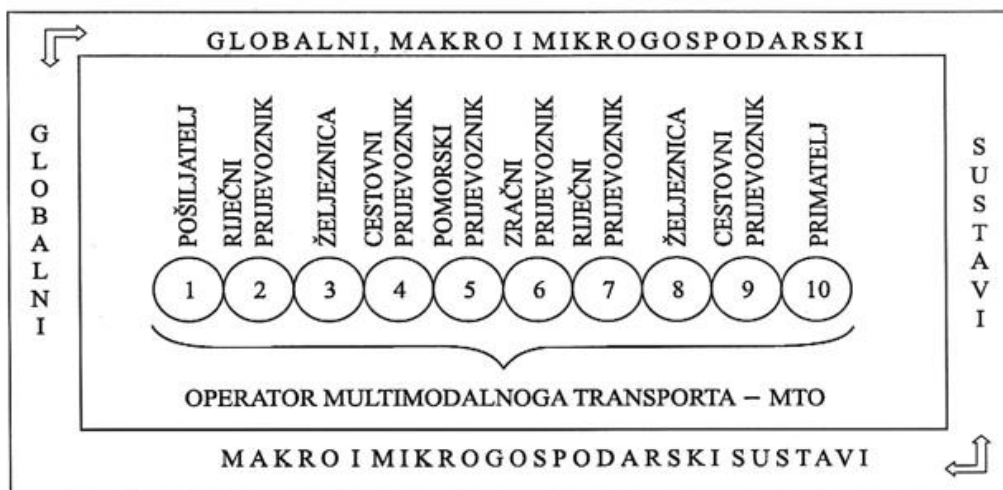 GLOBALNI, MAKRO I MIKROGOSPODARSKI
GLOBALNI
SUSTAVI
POŠILJATELJ
RIJEČNI
PRIJEVOZNIK
ŽELJEZNICA
CESTOVNI
PRIJEVOZNIK
POMORSKI
PRIJEVOZNIK
ZRAČNI
PRIJEVOZNIK
RIJEČNI
PRIJEVOZNIK
ŽELJEZNICA
CESTOVNI
PRIJEVOZNIK
PRIMATELJ
1 2 3 4 5 6 7 8 9 10
OPERATOR MULTIMODALNOGA TRANSPORTA – MTO
MAKRO I MIKROGOSPODARSKI SUSTAVI